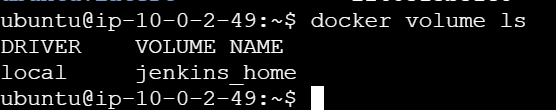 ubuntu@ip-10-0-2-49:~$ docker volume ls
DRIVER    VOLUME NAME
local     jenkins_home
ubuntu@ip-10-0-2-49:~$